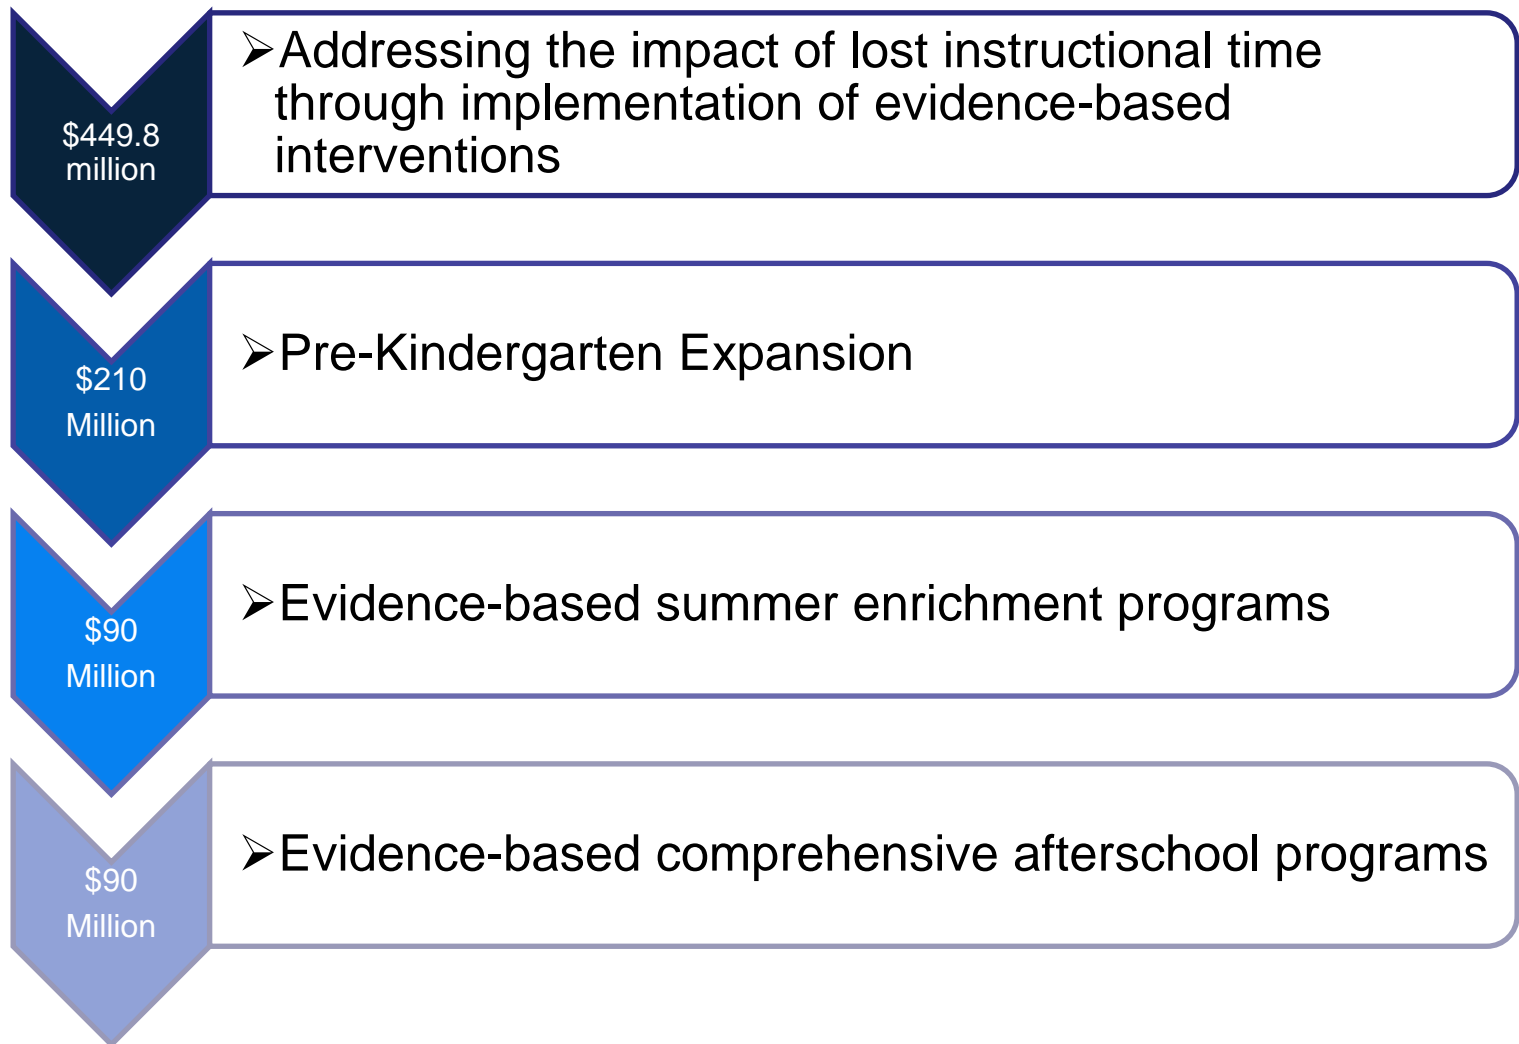 $449.8
million
➢Addressing the impact of lost instructional time
through implementation of evidence-based
interventions
$210
Million
➢Pre-Kindergarten Expansion
$90
Million
➢Evidence-based summer enrichment programs
$90
Million
➢Evidence-based comprehensive afterschool programs